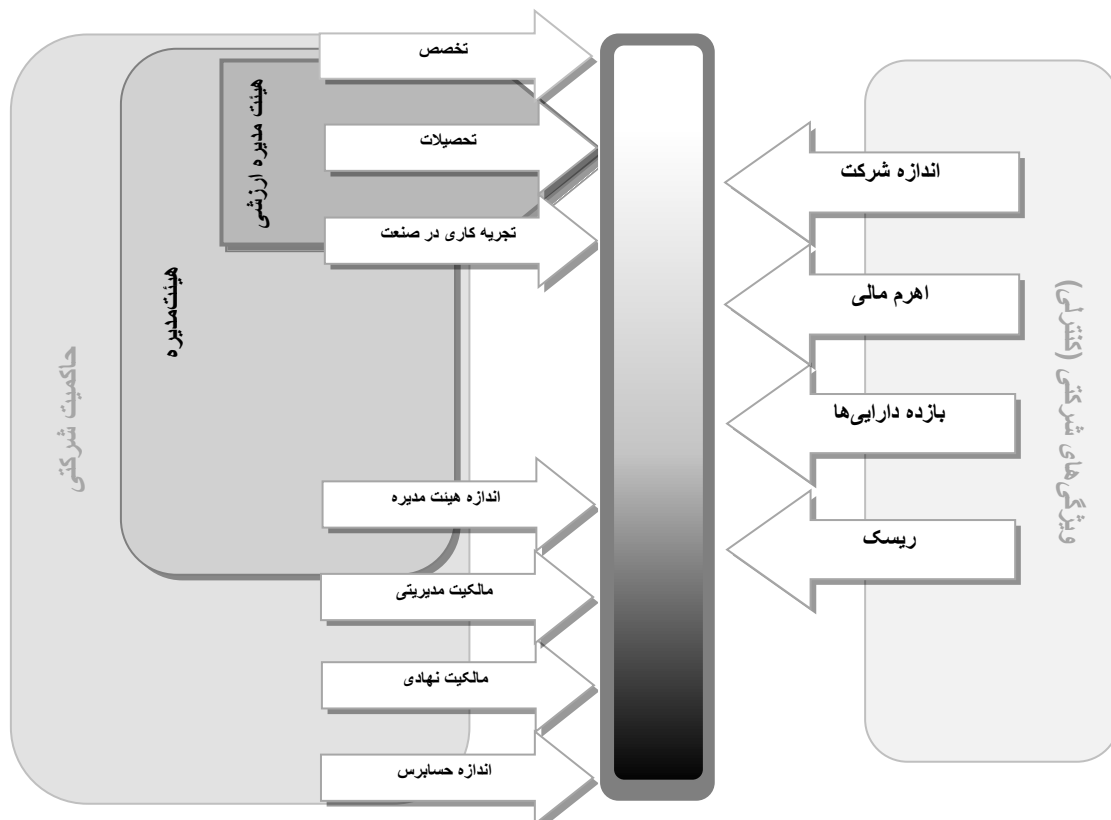 تخصص
تحصیلات
تجربه کاری در صنعت
اندازه هیئت مدیره
مالکیت مدیریتی
مالکیت نهادی
اندازه حسابرس
هیئت مدیره ارزشی
هیئت‌مدیره
حاکمیت شرکتی
اندازه شرکت
اهرم مالی
بازده دارایی‌ها
ریسک
ویژگی‌های شرکتی (کنترلی)